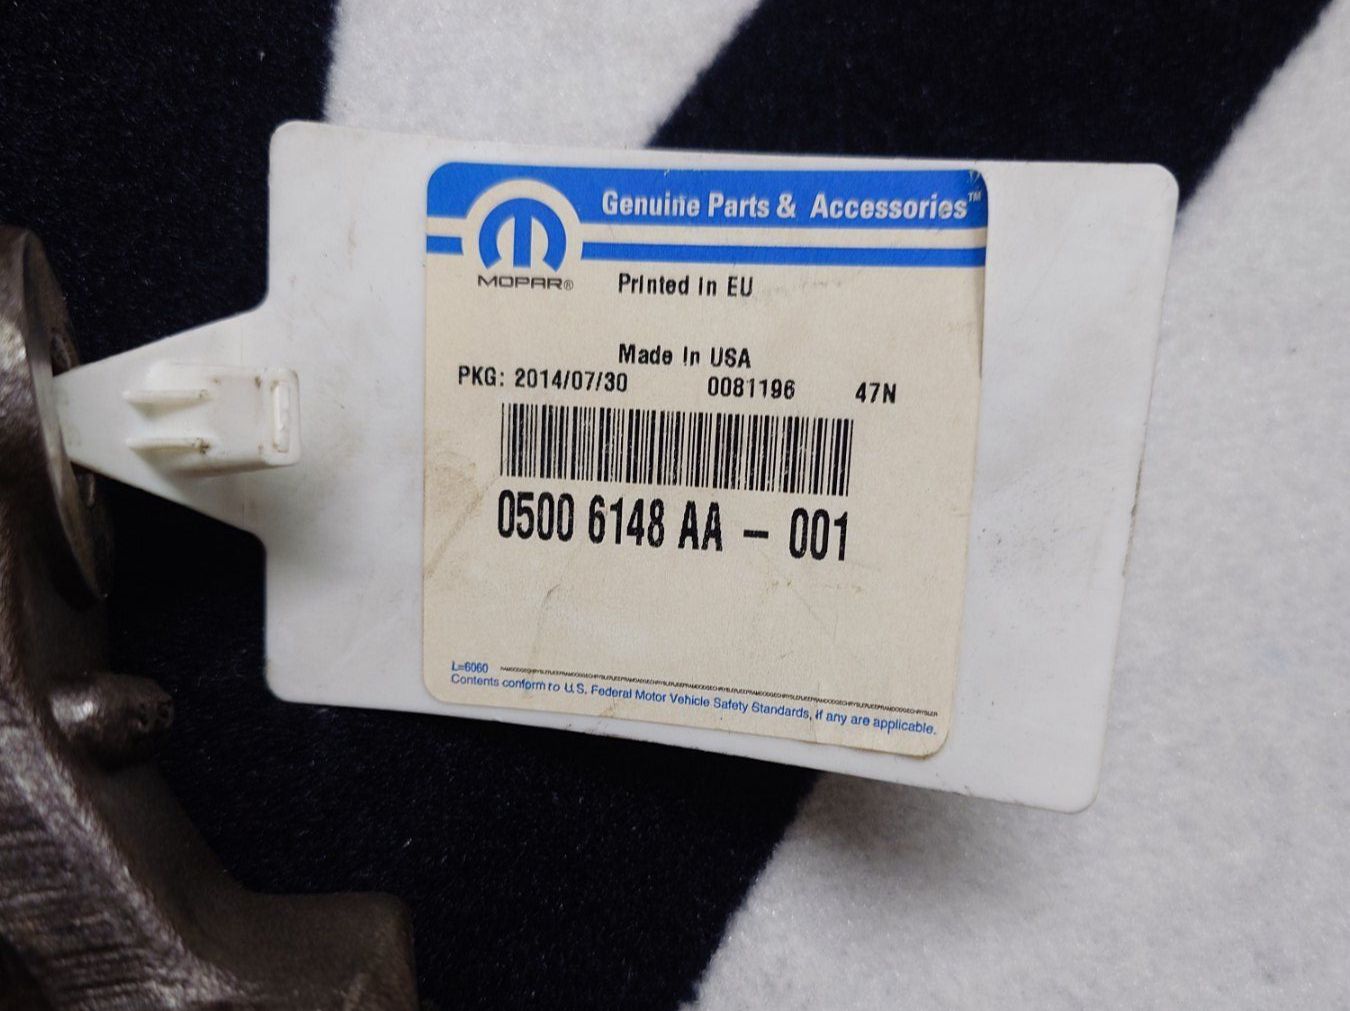 Genuine Parts & Accessories™
MOPAR®
Printed in EU
Made In USA
PKG: 2014/07/30 0081196 47N
0500 6148 AA - 001
L=6060
Contents conform to U.S. Federal Motor Vehicle Safety Standards, if any are applicable.